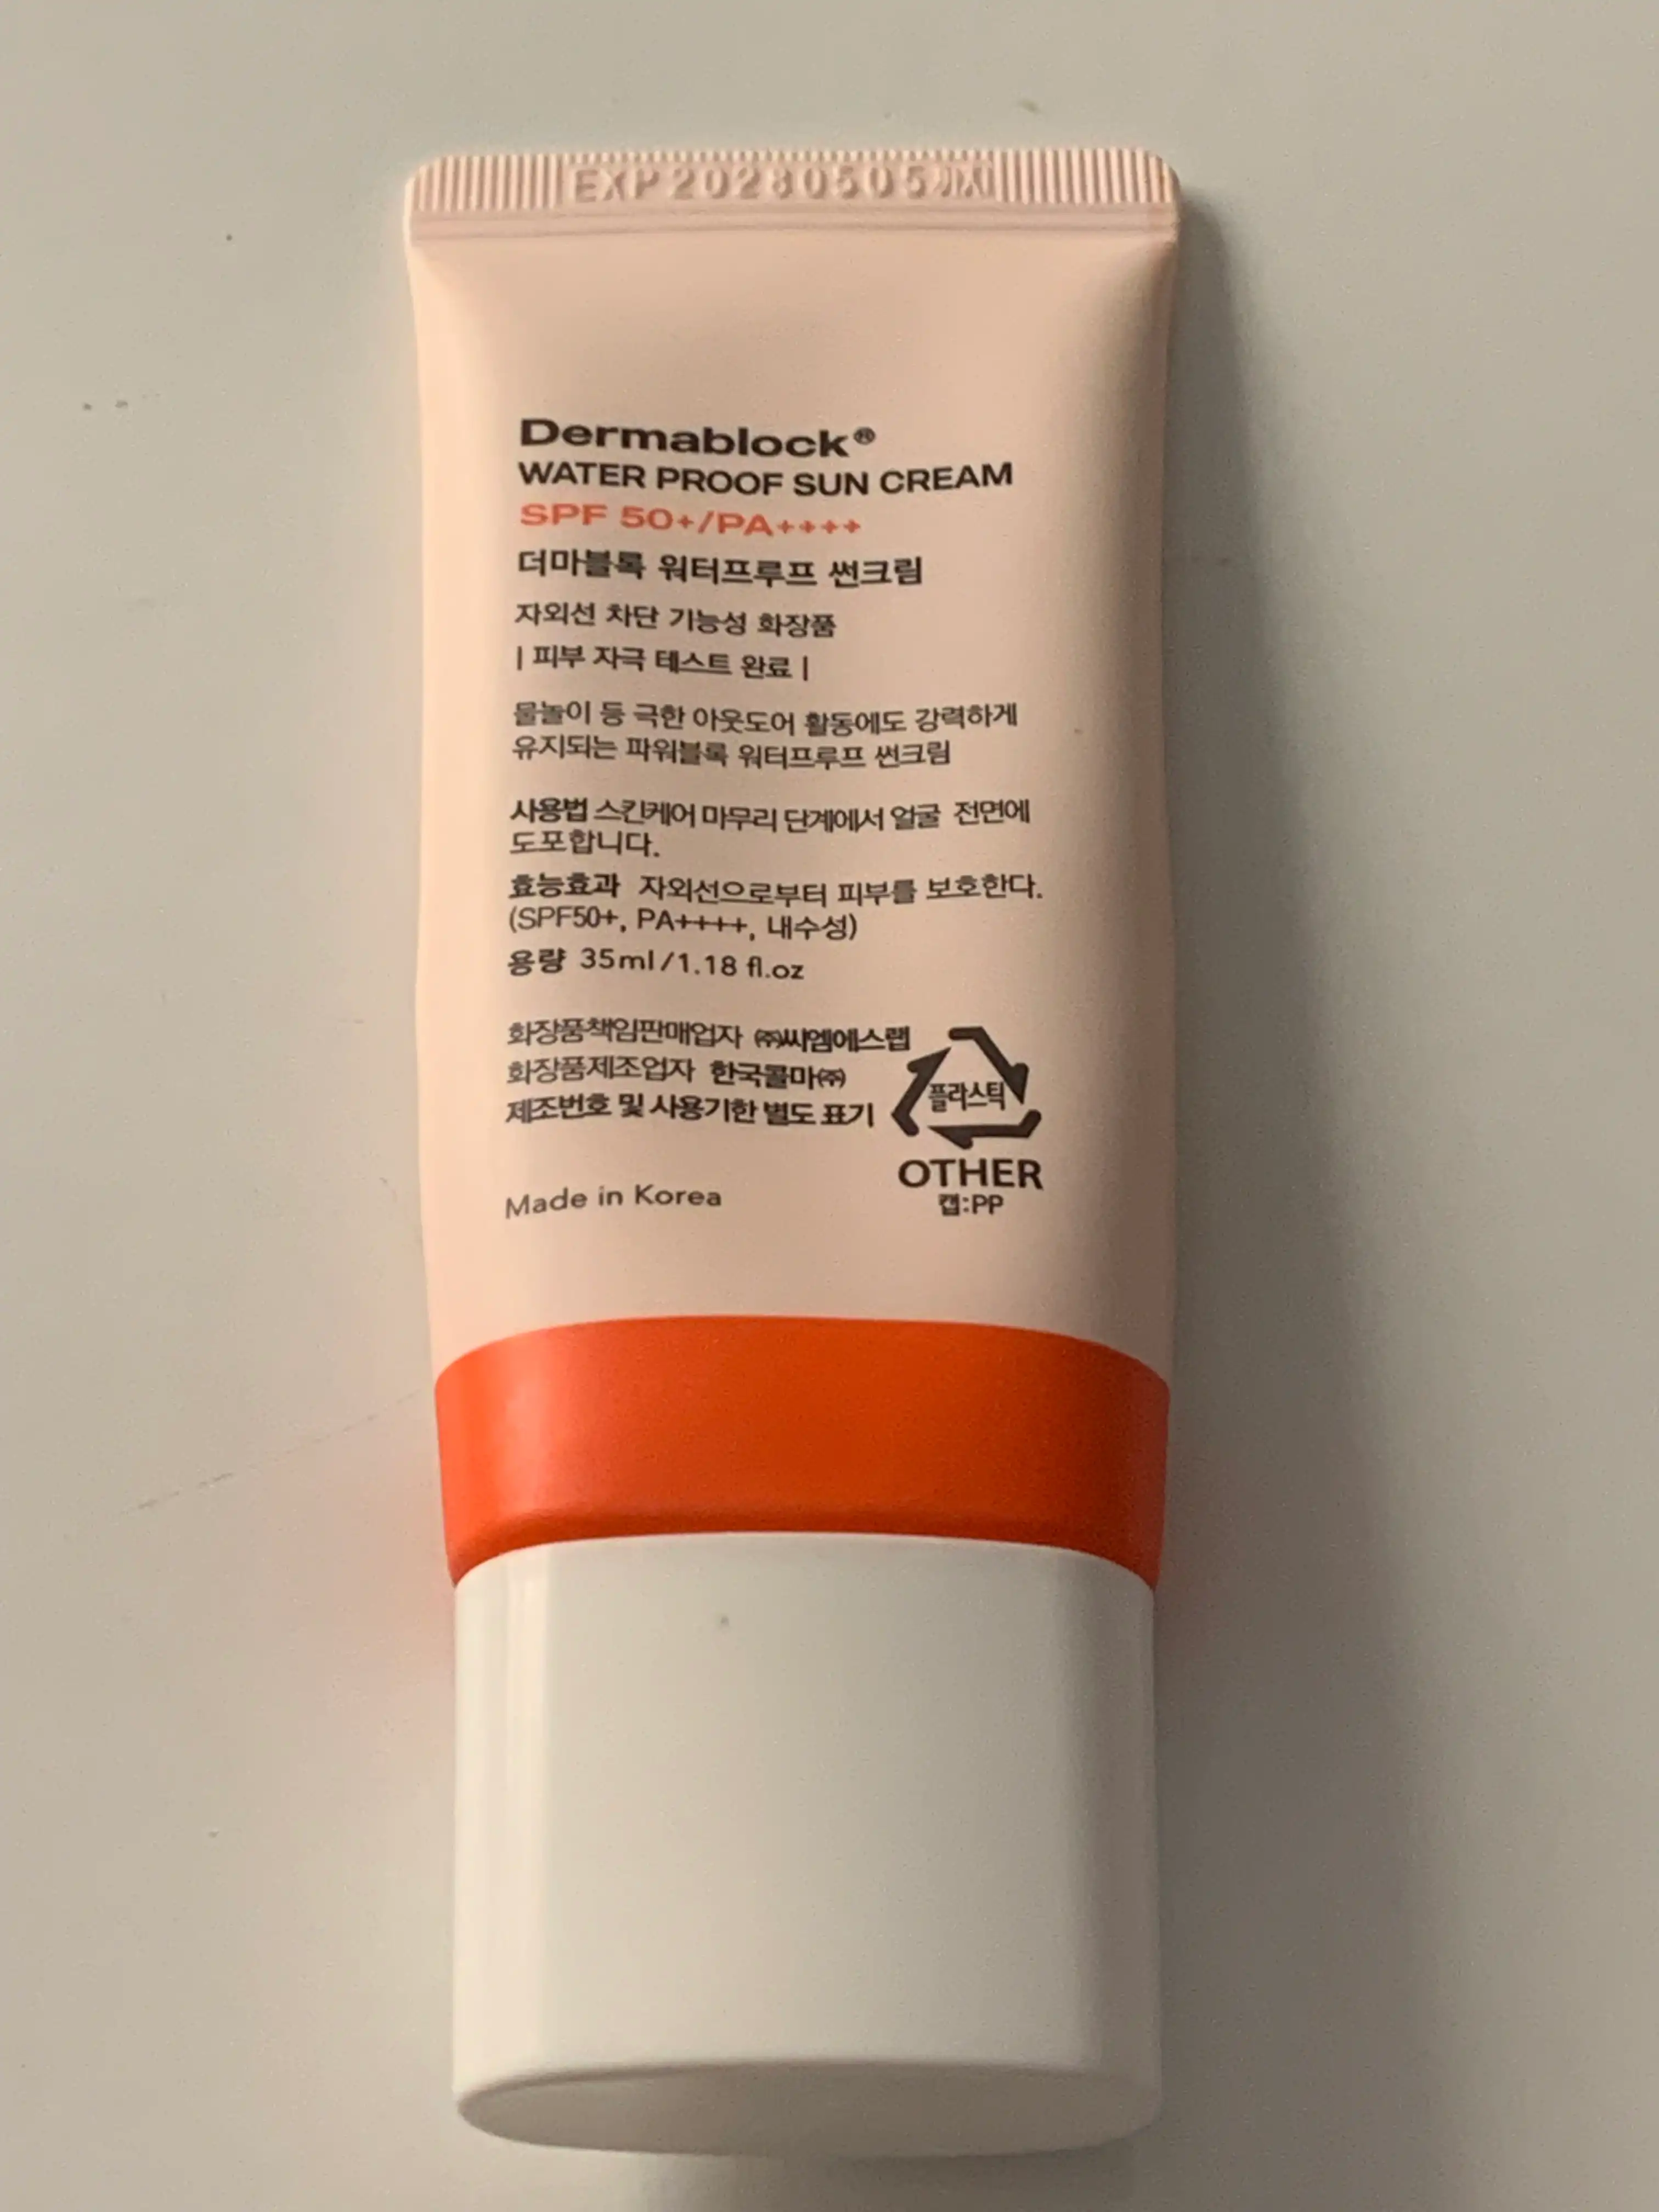 EXP 20280505까지
Dermablock®
WATER PROOF SUN CREAM
SPF 50+/PA++++
더마블록 워터프루프 썬크림
자외선 차단 기능성 화장품
| 피부 자극 테스트 완료 |
물놀이 등 극한 아웃도어 활동에도 강력하게
유지되는 파워블록 워터프루프 썬크림
사용법 스킨케어 마무리 단계에서 얼굴 전면에
도포합니다.
효능효과 자외선으로부터 피부를 보호한다.
(SPF50+, PA++++, 내수성)
용량 35ml/1.18 fl.oz
화장품책임판매업자 ㈜씨엠에스랩
화장품제조업자 한국콜마㈜
제조번호 및 사용기한 별도 표기
플라스틱
OTHER
캡:PP
Made in Korea